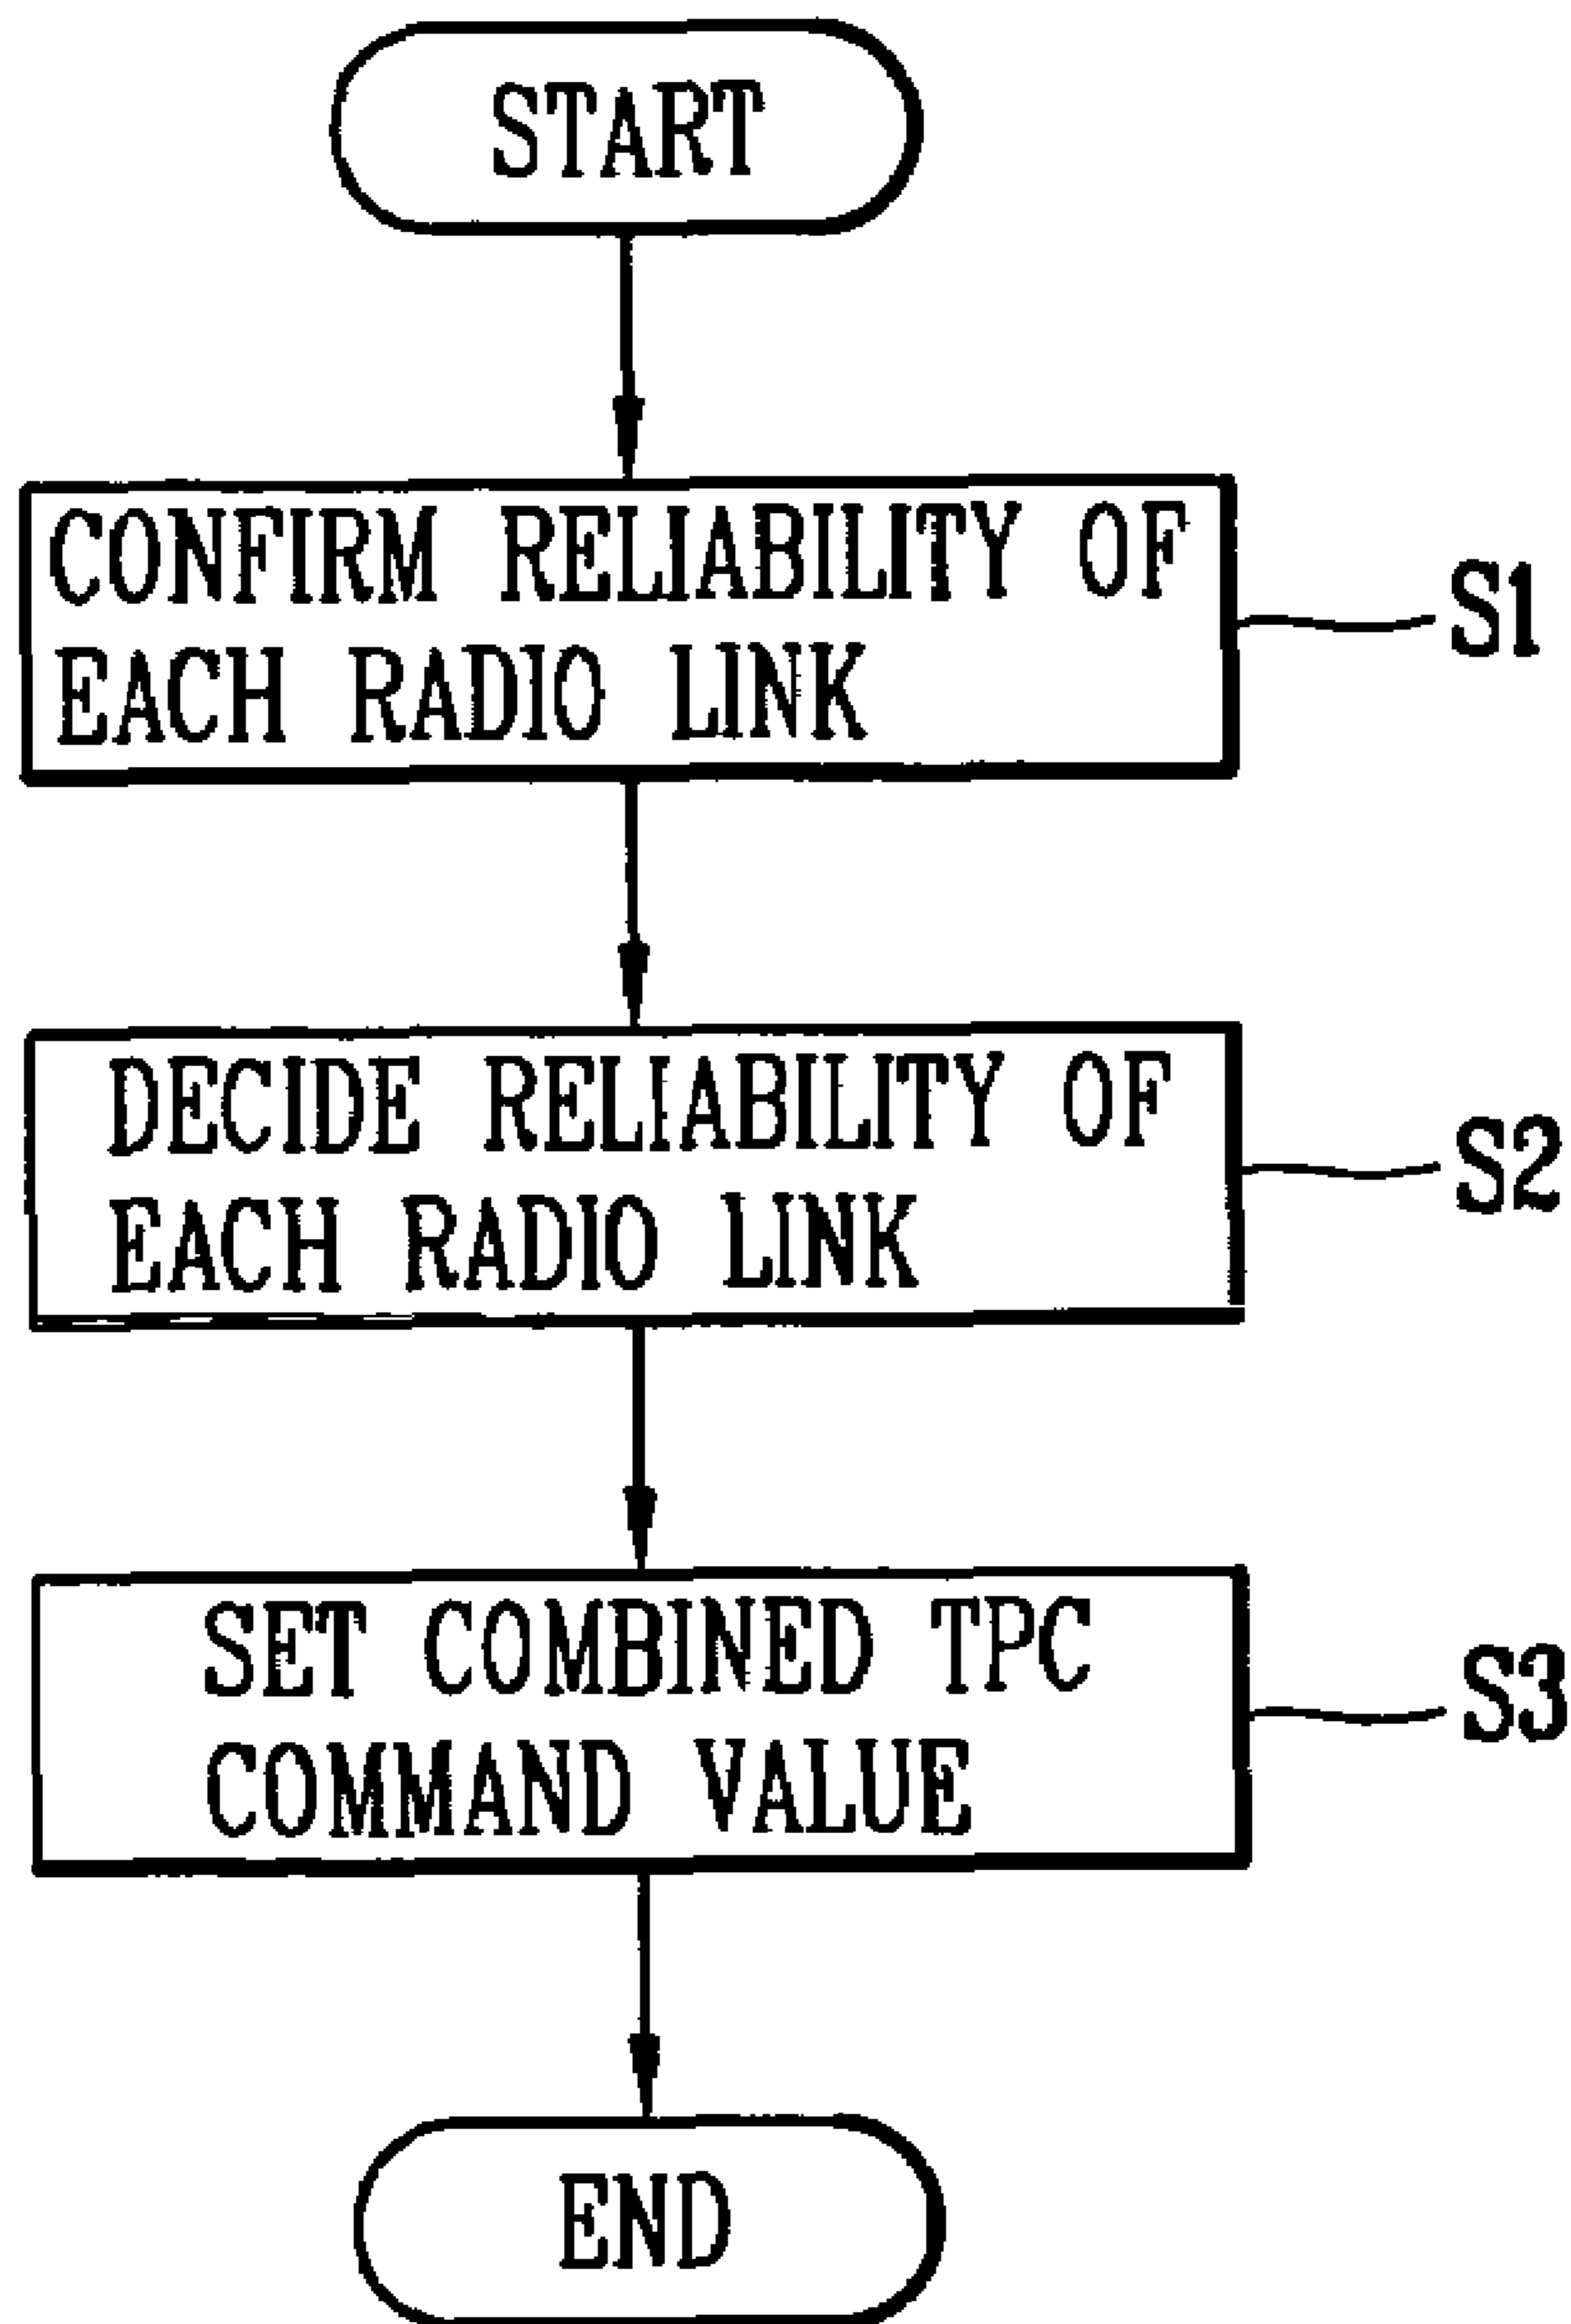 START
CONFIRM RELIABILITY OF
EACH RADIO LINK
S1
DECIDE RELIABILITY OF
EACH RADIO LINK
S2
SET COMBINED TPC
COMMAND VALUE
S3
END